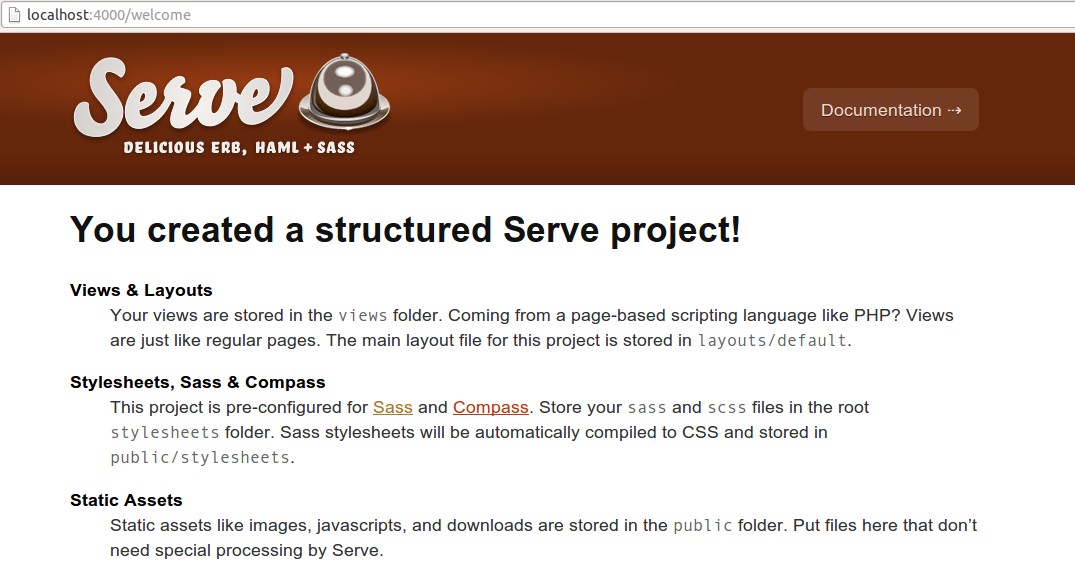 localhost:4000/welcome
Serve
DELICIOUS ERB, HAML + SASS
Documentation ⇢
You created a structured Serve project!
Views & Layouts
Your views are stored in the views folder. Coming from a page-based scripting language like PHP? Views
are just like regular pages. The main layout file for this project is stored in layouts/default.
Stylesheets, Sass & Compass
This project is pre-configured for Sass and Compass. Store your sass and scss files in the root
stylesheets folder. Sass stylesheets will be automatically compiled to CSS and stored in
public/stylesheets.
Static Assets
Static assets like images, javascripts, and downloads are stored in the public folder. Put files here that don’t
need special processing by Serve.